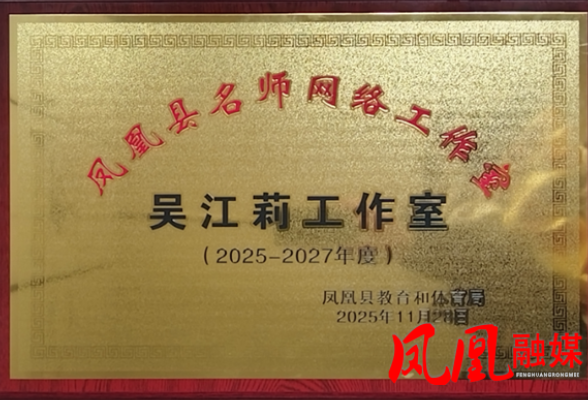 凤凰县名师网络工作室
吴江莉工作室
（2025-2027年度）
凤凰县教育和体育局
2025年11月28日
凤凰融媒
FENGHUANGRONGMEI